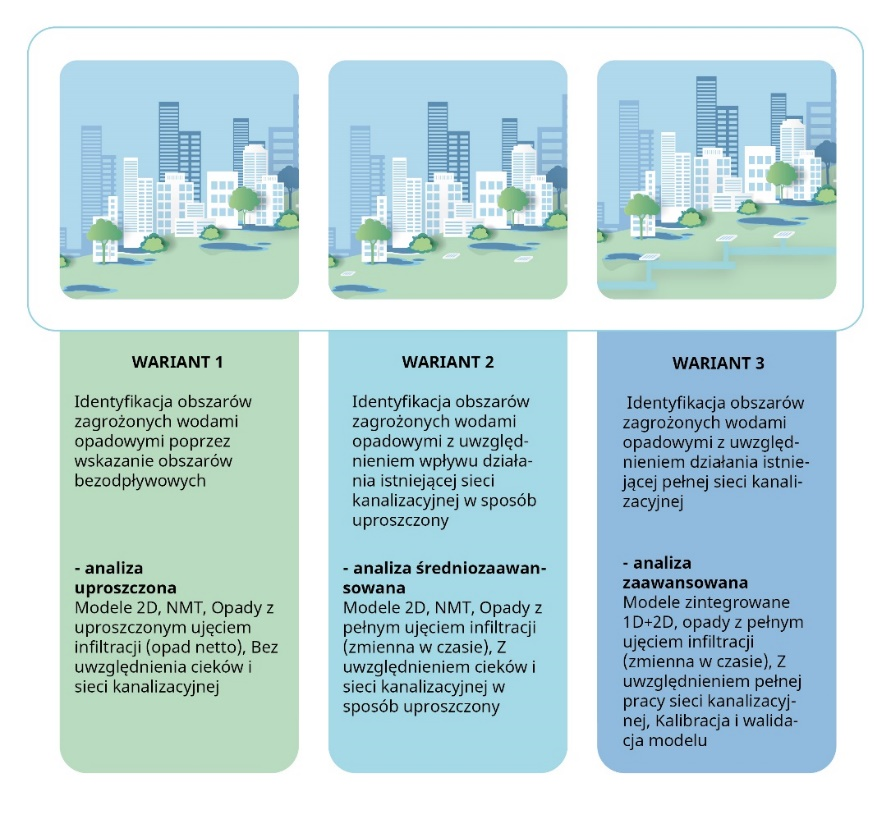 WARIANT 1
Identyfikacja obszarów
zagrożonych wodami
opadowymi poprzez
wskazanie obszarów
bezodpływowych
- analiza
uproszczona
Modele 2D, NMT, Opady z
uproszczonym ujęciem
infiltracji (opad netto), Bez
uwzględnienia cieków i
sieci kanalizacyjnej
WARIANT 2
Identyfikacja obszarów
zagrożonych wodami
opadowymi z uwzględ-
nieniem wpływu działa-
nia istniejącej sieci
kanalizacyjnej w sposób
uproszczony
- analiza średniozaawan-
sowana
Modele 2D, NMT, Opady z
pełnym ujęciem infiltracji
(zmienna w czasie), Z
uwzględnieniem cieków i
sieci kanalizacyjnej w
sposób uproszczony
WARIANT 3
Identyfikacja obszarów
zagrożonych wodami
opadowymi z uwzględ-
nieniem działania istnie-
jącej pełnej sieci kanali-
zacyjnej
- analiza
zaawansowana
Modele zintegrowane
1D+2D, opady z pełnym
ujęciem infiltracji
(zmienna w czasie), Z
uwzględnieniem pełnej
pracy sieci kanalizacyj-
nej, Kalibracja i walida-
cja modelu